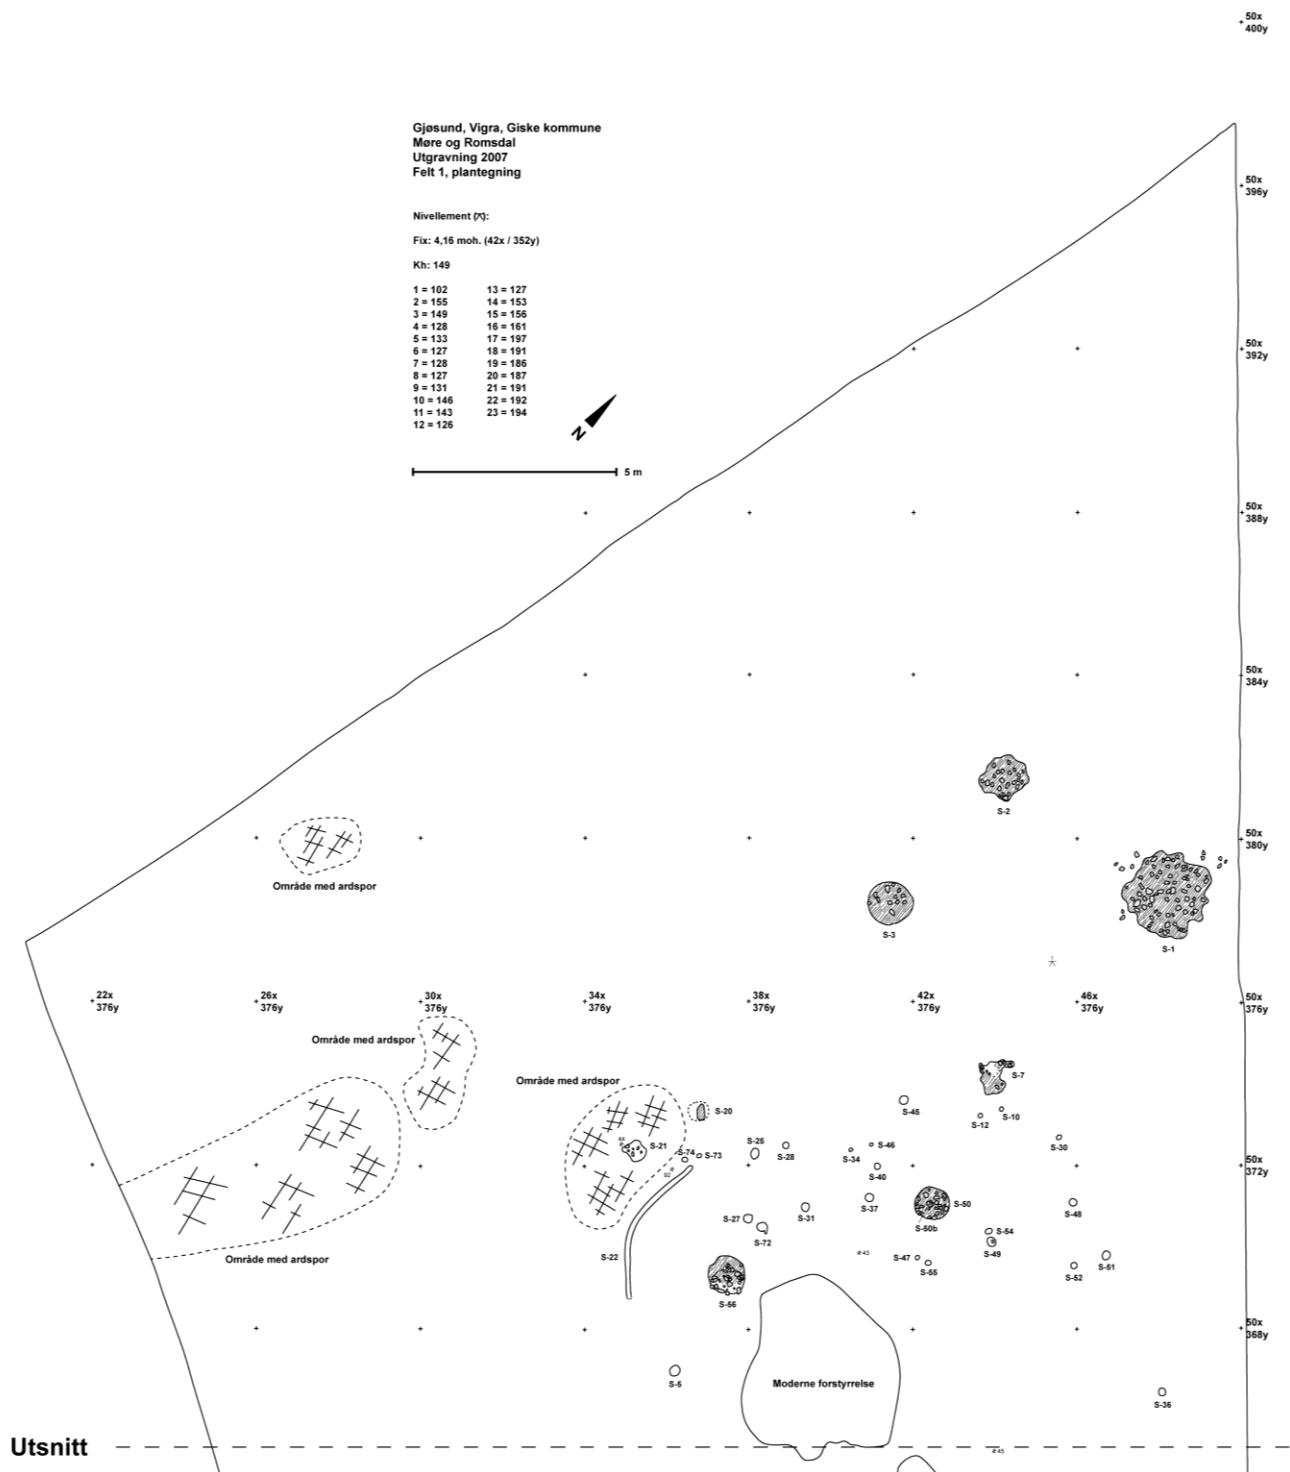 50x
400y
Gjøsund, Vigra, Giske kommune
Møre og Romsdal
Utgravning 2007
Felt 1, plantegning
50x
396y
Nivellement (⊼):
Fix: 4,16 moh. (42x / 352y)
Kh: 149
1 = 102 13 = 127
2 = 155 14 = 153
3 = 149 15 = 156
4 = 128 16 = 161
5 = 133 17 = 197
6 = 127 18 = 191
7 = 128 19 = 186
8 = 127 20 = 187
9 = 131 21 = 191
10 = 146 22 = 192
11 = 143 23 = 194
12 = 126
N
5 m
50x
392y
50x
388y
50x
384y
S-2
50x
380y
Område med ardspor
S-3
S-1
22x
376y
26x
376y
30x
376y
34x
376y
38x
376y
42x
376y
46x
376y
50x
376y
Område med ardspor
Område med ardspor
S-7
S-20
S-45
S-12
S-10
S-21
S-74
S-73
S-25
S-28
S-34
S-46
S-30
50x
372y
S-40
S-27
S-72
S-31
S-37
S-50
S-50b
S-48
S-54
S-49
S-22
43
S-47
S-55
S-52
S-51
Område med ardspor
S-56
50x
368y
S-5
Moderne forstyrrelse
S-36
Utsnitt